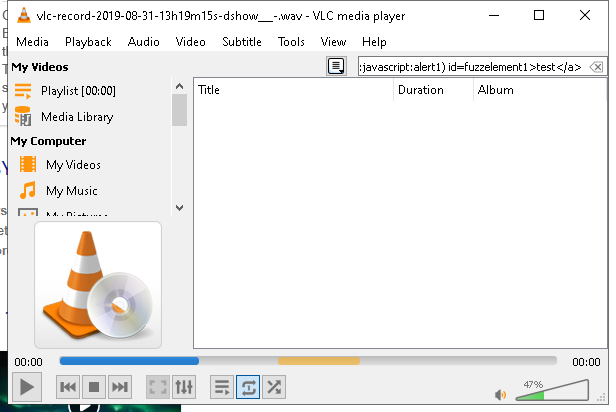 vlc-record-2019-08-31-13h19m15s-dshow__-.wav - VLC media player
Media Playback Audio Video Subtitle Tools View Help
My Videos
:javascript:alert1) id=fuzzelement1>test</a>
Playlist [00:00]
Title Duration Album
Media Library
My Computer
My Videos
My Music
My Pictures
00:00 00:00
47%